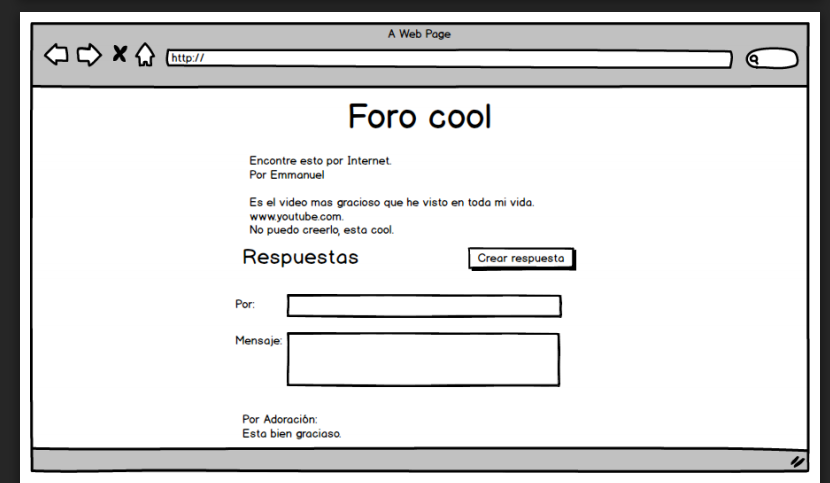 A Web Page
http://
Foro cool
Encontre esto por Internet.
Por Emmanuel
Es el video mas gracioso que he visto en toda mi vida.
www.youtube.com.
No puedo creerlo, esta cool.
Respuestas
Crear respuesta
Por:
Mensaje:
Por Adoración:
Esta bien gracioso.